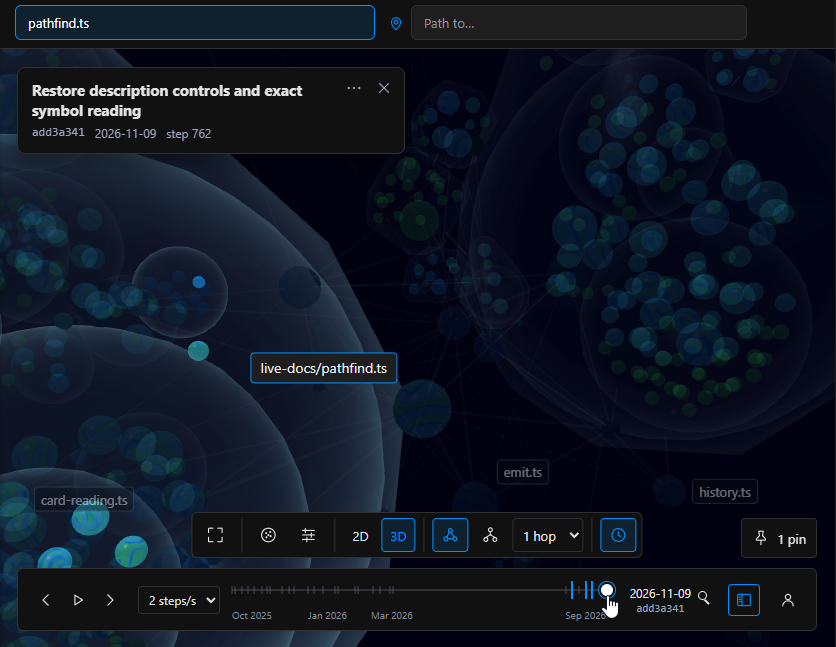 pathfind.ts
Path to...
Restore description controls and exact
symbol reading
add3a341 2026-11-09 step 762
live-docs/pathfind.ts
emit.ts
card-reading.ts
history.ts
2D 3D 1 hop
1 pin
2 steps/s
2026-11-09
add3a341
Oct 2025 Jan 2026 Mar 2026 Sep 2026